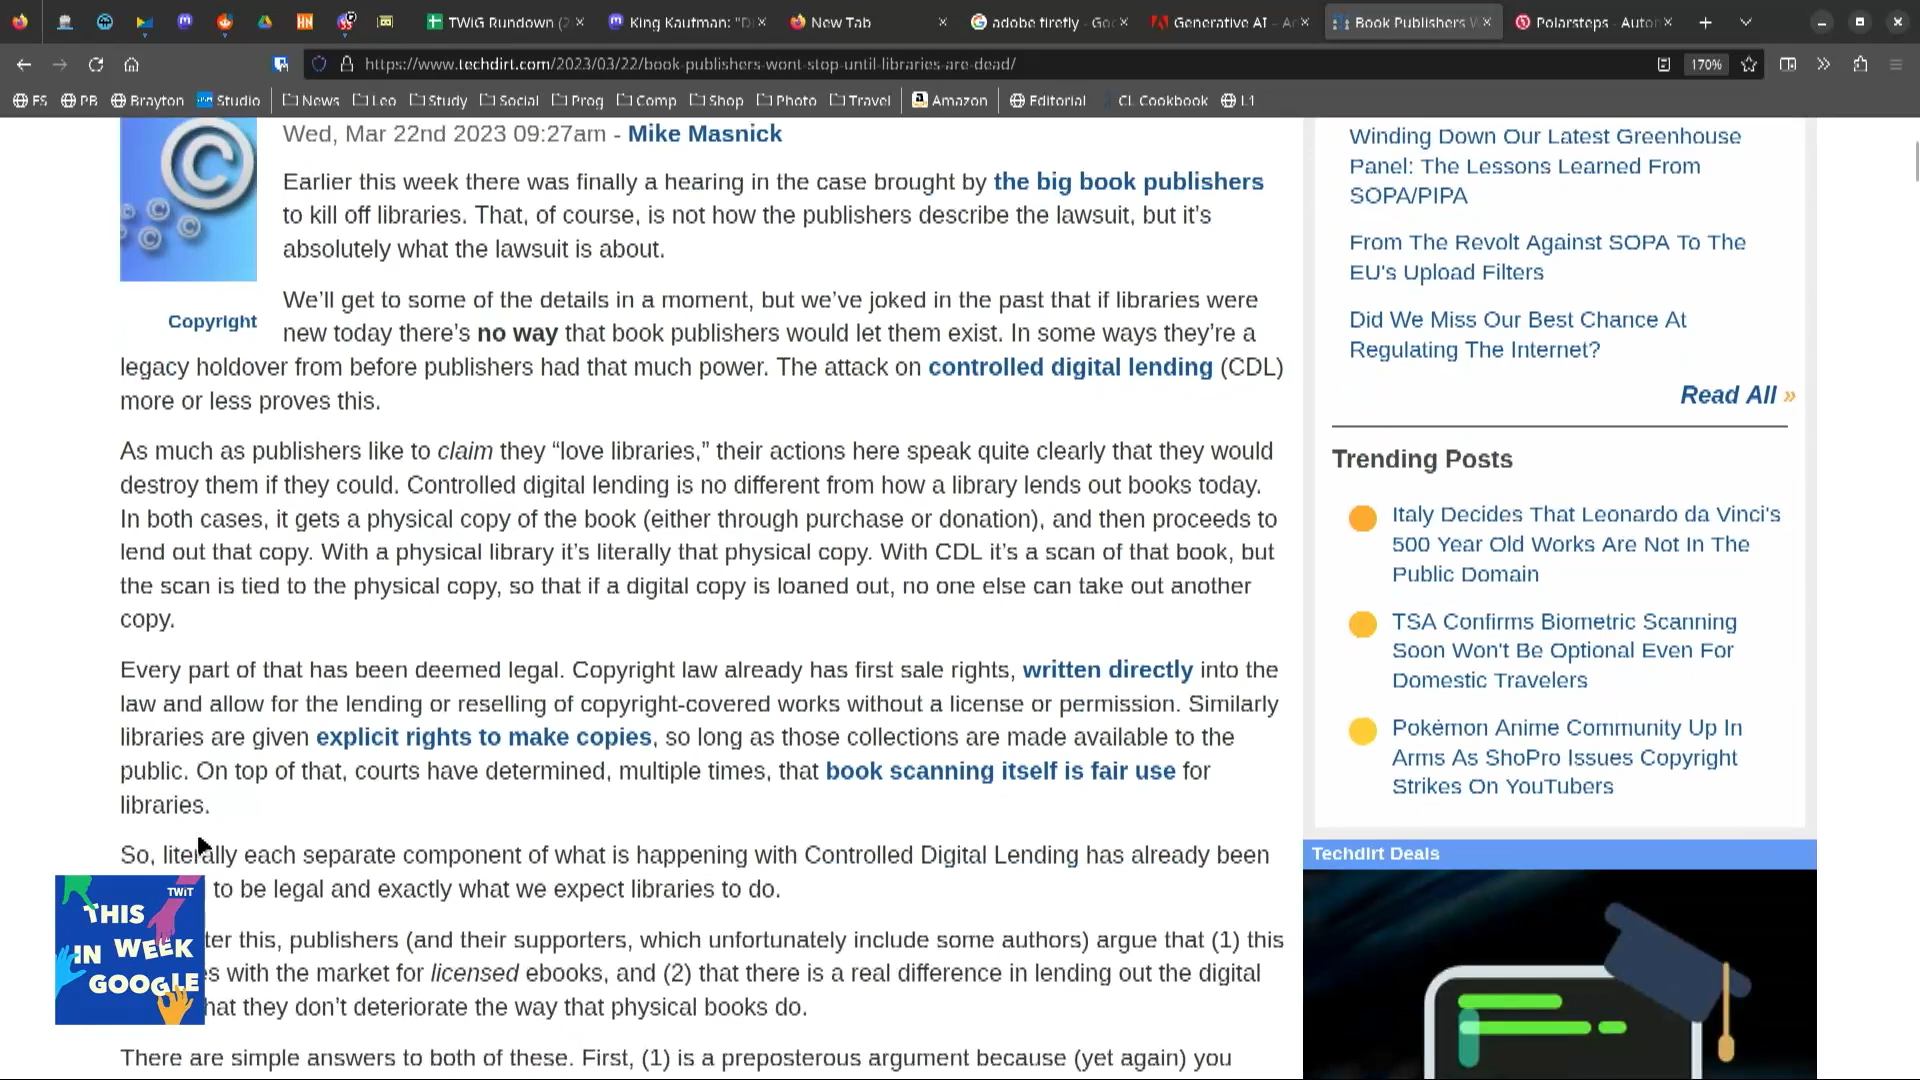 TWiG Rundown (2
King Kaufman: "Di
New Tab
adobe firefly - Goo
Generative AI – Ad
Book Publishers W
Polarsteps - Autom
https://www.techdirt.com/2023/03/22/book-publishers-wont-stop-until-libraries-are-dead/
170%
FS
PB
Brayton
Studio
News
Leo
Study
Social
Prog
Comp
Shop
Photo
Travel
Amazon
Editorial
CL Cookbook
L1
Copyright
Wed, Mar 22nd 2023 09:27am - Mike Masnick
Earlier this week there was finally a hearing in the case brought by the big book publishers
to kill off libraries. That, of course, is not how the publishers describe the lawsuit, but it’s
absolutely what the lawsuit is about.
We’ll get to some of the details in a moment, but we’ve joked in the past that if libraries were
new today there’s no way that book publishers would let them exist. In some ways they’re a
legacy holdover from before publishers had that much power. The attack on controlled digital lending (CDL)
more or less proves this.
As much as publishers like to claim they “love libraries,” their actions here speak quite clearly that they would
destroy them if they could. Controlled digital lending is no different from how a library lends out books today.
In both cases, it gets a physical copy of the book (either through purchase or donation), and then proceeds to
lend out that copy. With a physical library it’s literally that physical copy. With CDL it’s a scan of that book, but
the scan is tied to the physical copy, so that if a digital copy is loaned out, no one else can take out another
copy.
Every part of that has been deemed legal. Copyright law already has first sale rights, written directly into the
law and allow for the lending or reselling of copyright-covered works without a license or permission. Similarly
libraries are given explicit rights to make copies, so long as those collections are made available to the
public. On top of that, courts have determined, multiple times, that book scanning itself is fair use for
libraries.
So, literally each separate component of what is happening with Controlled Digital Lending has already been
to be legal and exactly what we expect libraries to do.
ter this, publishers (and their supporters, which unfortunately include some authors) argue that (1) this
s with the market for licensed ebooks, and (2) that there is a real difference in lending out the digital
hat they don’t deteriorate the way that physical books do.
There are simple answers to both of these. First, (1) is a preposterous argument because (yet again) you
TWiT
THIS
IN WEEK
GOOGLE
Winding Down Our Latest Greenhouse
Panel: The Lessons Learned From
SOPA/PIPA
From The Revolt Against SOPA To The
EU's Upload Filters
Did We Miss Our Best Chance At
Regulating The Internet?
Read All »
Trending Posts
Italy Decides That Leonardo da Vinci's
500 Year Old Works Are Not In The
Public Domain
TSA Confirms Biometric Scanning
Soon Won't Be Optional Even For
Domestic Travelers
Pokémon Anime Community Up In
Arms As ShoPro Issues Copyright
Strikes On YouTubers
Techdirt Deals